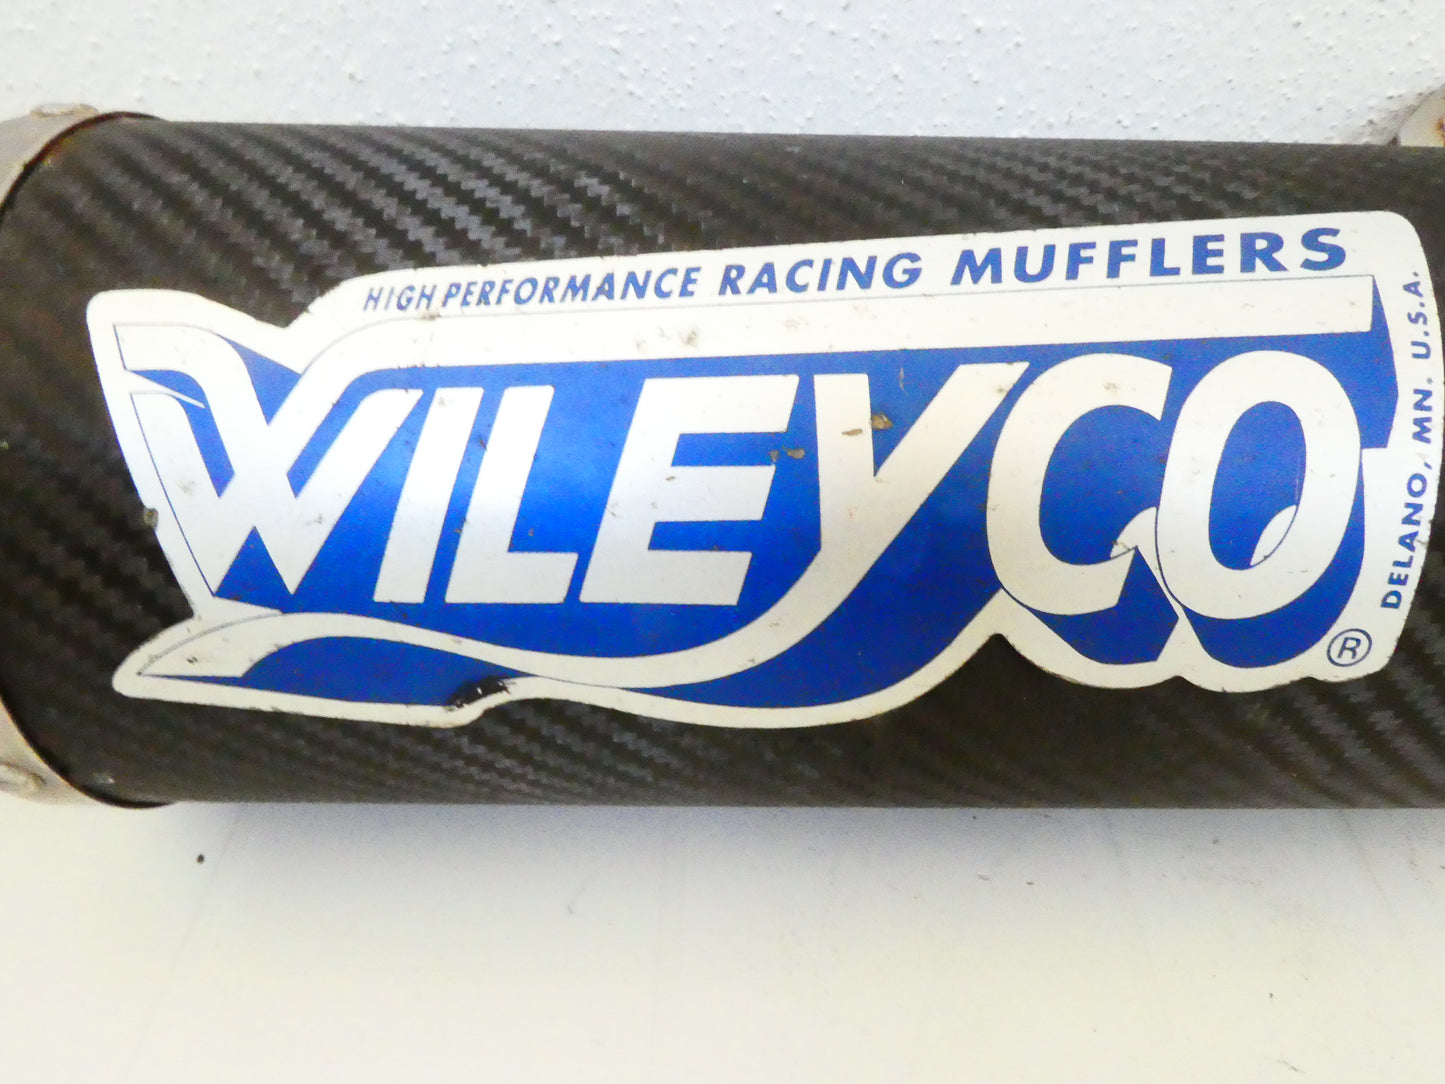 HIGH PERFORMANCE RACING MUFFLERS
WILEYCO
®
DELANO, MN. U.S.A.